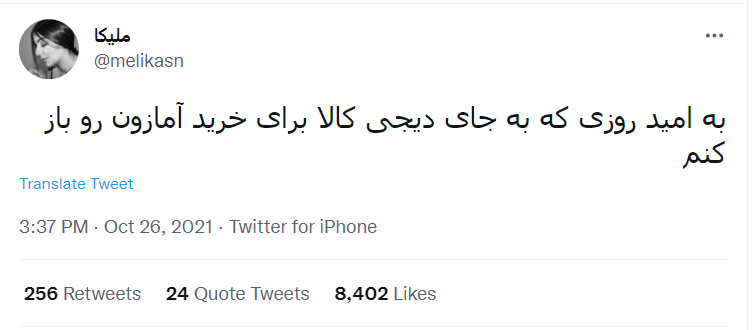 ملیکا
@melikasn
به امید روزی که به جای دیجی کالا برای خرید آمازون رو باز
کنم
Translate Tweet
3:37 PM · Oct 26, 2021 · Twitter for iPhone
256 Retweets 24 Quote Tweets 8,402 Likes